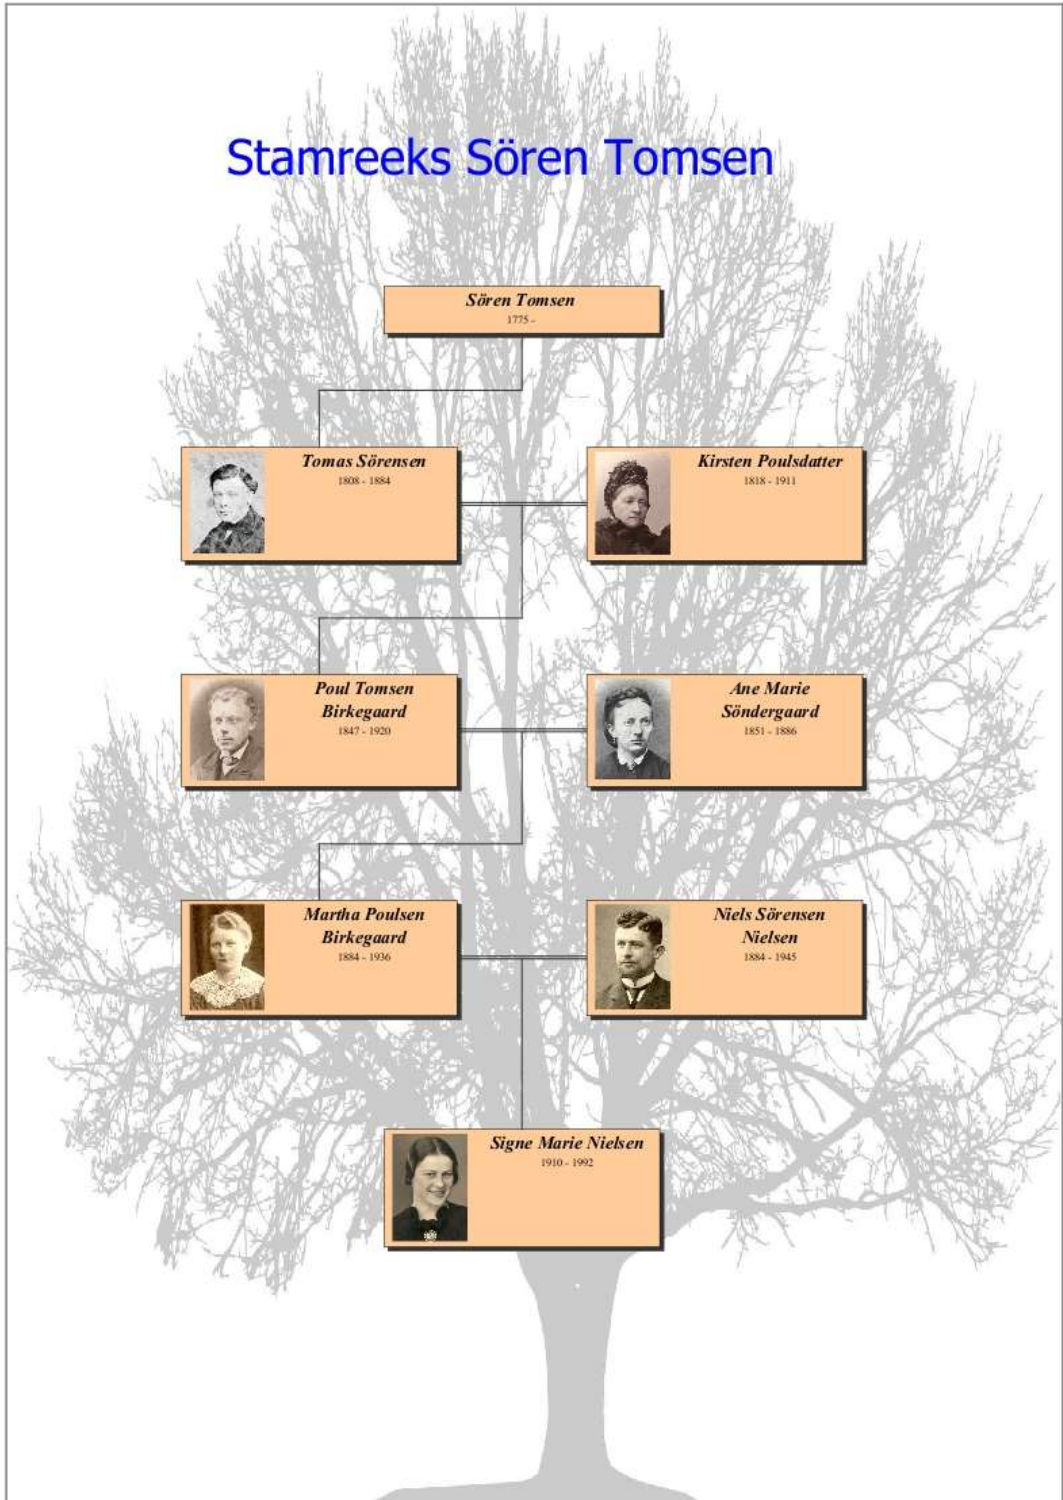 Stamreeks Sören Tomsen
Sören Tomsen
1775 -
Tomas Sörensen
1808 - 1884
Kirsten Poulsdatter
1818 - 1911
Poul Tomsen
Birkegaard
1847 - 1920
Ane Marie
Söndergaard
1851 - 1886
Martha Poulsen
Birkegaard
1884 - 1936
Niels Sörensen
Nielsen
1884 - 1945
Signe Marie Nielsen
1910 - 1992